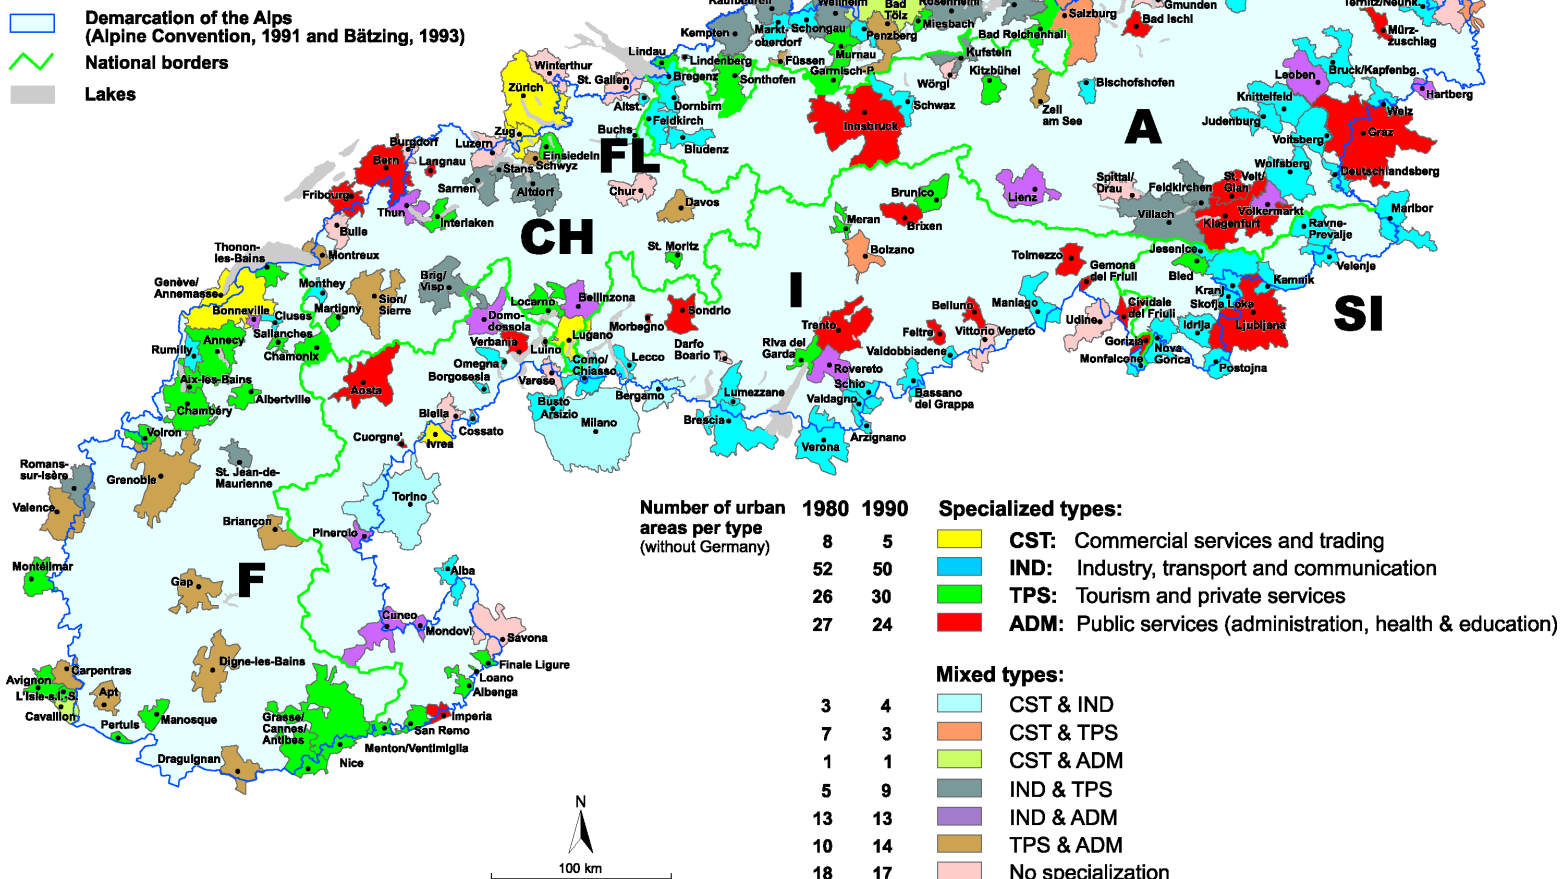 Demarcation of the Alps
(Alpine Convention, 1991 and Bätzing, 1993)
National borders
Lakes
Kaufbeuren
Weilheim
Bad
Tölz
Rosenheim
Salzburg
Gmunden
Bad Ischl
Ternitz/Neunk.
Mürz-
zuschlag
Kempten
Markt-
oberdorf
Schongau
Penzberg
Miesbach
Bad Reichenhall
Murnau
Lindau
Lindenberg
Füssen
Kufstein
Winterthur
St. Gallen
Bregenz
Sonthofen
Garmisch-P.
Wörgl
Kitzbühel
Bischofshofen
Leoben
Bruck/Kapfenbg.
Hartberg
Zürich
Altst.
Dornbirn
Schwaz
Zell
am See
Knittelfeld
Weiz
Judenburg
Graz
Zug
Buchs
Feldkirch
Innsbruck
A
Voitsberg
Burgdorf
Luzern
Einsiedeln
Schwyz
Bludenz
FL
Bern
Langnau
Stans
Wolfsberg
Deutschlandsberg
Sarnen
Altdorf
Chur
Brunico
Lienz
Spittal/
Drau
Feldkirchen
St. Veit/
Glan
Fribourg
Thun
Interlaken
Davos
Villach
Völkermarkt
Klagenfurt
Maribor
Bulle
CH
Meran
Brixen
Ravne-
Prevalje
Thonon-
les-Bains
Montreux
St. Moritz
Bolzano
Tolmezzo
Jesenice
Bled
Velenje
Genève/
Annemasse
Monthey
Brig/
Visp
Gemona
del Friuli
Kamnik
Bonneville
Cluses
Martigny
Sion/
Sierre
Locarno
Bellinzona
I
Kranj
Skofja Loka
SI
Domo-
dossola
Sondrio
Belluno
Maniago
Cividale
del Friuli
Sallanches
Annecy
Chamonix
Lugano
Morbegno
Trento
Feltre
Vittorio Veneto
Udine
Idrija
Ljubljana
Rumilly
Verbania
Luino
Darfo
Boario T.
Riva del
Garda
Valdobbiadene
Gorizia
Nova
Gorica
Monfalcone
Postojna
Omegna
Como/
Chiasso
Lecco
Rovereto
Aix-les-Bains
Albertville
Aosta
Borgosesia
Varese
Schio
Bassano
del Grappa
Chambéry
Busto
Arsizio
Bergamo
Lumezzane
Valdagno
Biella
Cossato
Milano
Brescia
Arzignano
Voiron
Cuorgne'
Ivrea
Verona
Romans-
sur-Isère
Grenoble
St. Jean-de-
Maurienne
Valence
Torino
Briançon
Pinerolo
Montélimar
Gap
F
Alba
Cuneo
Mondovi
Savona
Carpentras
Digne-les-Bains
Finale Ligure
Avignon
L'Isle-s.l.-S.
Apt
Loano
Albenga
Cavaillon
Pertuis
Manosque
Grasse/
Cannes/
Antibes
Imperia
San Remo
Menton/Ventimiglia
Draguignan
Nice
N
100 km
Number of urban
areas per type
(without Germany)
1980 1990
Specialized types:
8 5 CST: Commercial services and trading
52 50 IND: Industry, transport and communication
26 30 TPS: Tourism and private services
27 24 ADM: Public services (administration, health & education)
Mixed types:
3 4 CST & IND
7 3 CST & TPS
1 1 CST & ADM
5 9 IND & TPS
13 13 IND & ADM
10 14 TPS & ADM
18 17 No specialization